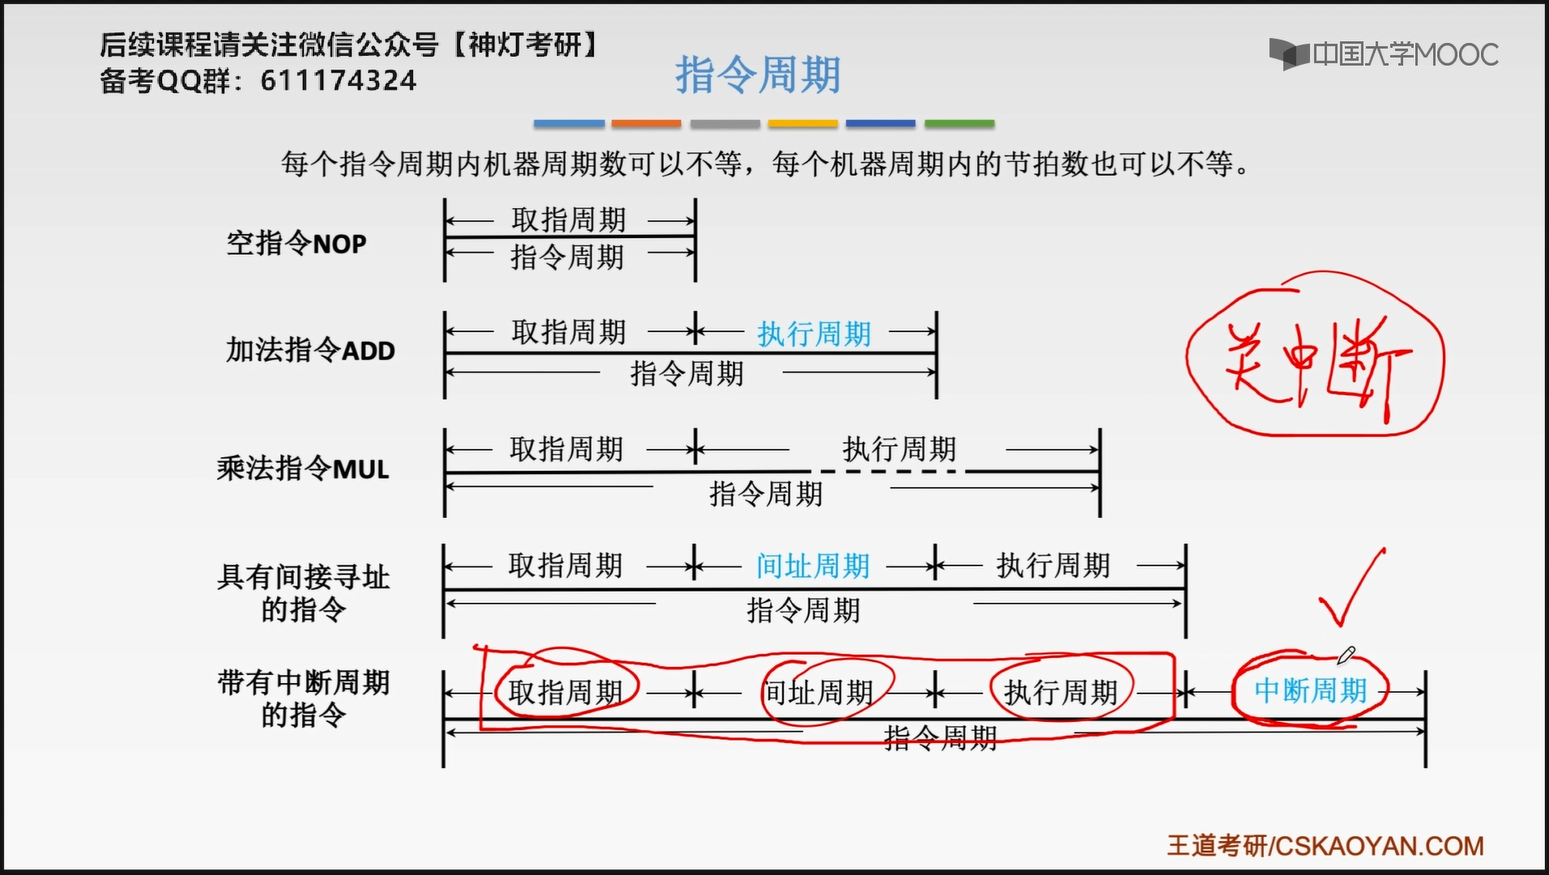 后续课程请关注微信公众号【神灯考研】
备考QQ群：611174324
中国大学MOOC
指令周期
每个指令周期内机器周期数可以不等，每个机器周期内的节拍数也可以不等。
空指令NOP
取指周期
指令周期
加法指令ADD
取指周期 执行周期
指令周期
关中断
乘法指令MUL
取指周期 执行周期
指令周期
具有间接寻址
的指令
取指周期 间址周期 执行周期
指令周期
带有中断周期
的指令
取指周期 间址周期 执行周期 中断周期
指令周期
王道考研/CSKAOYAN.COM